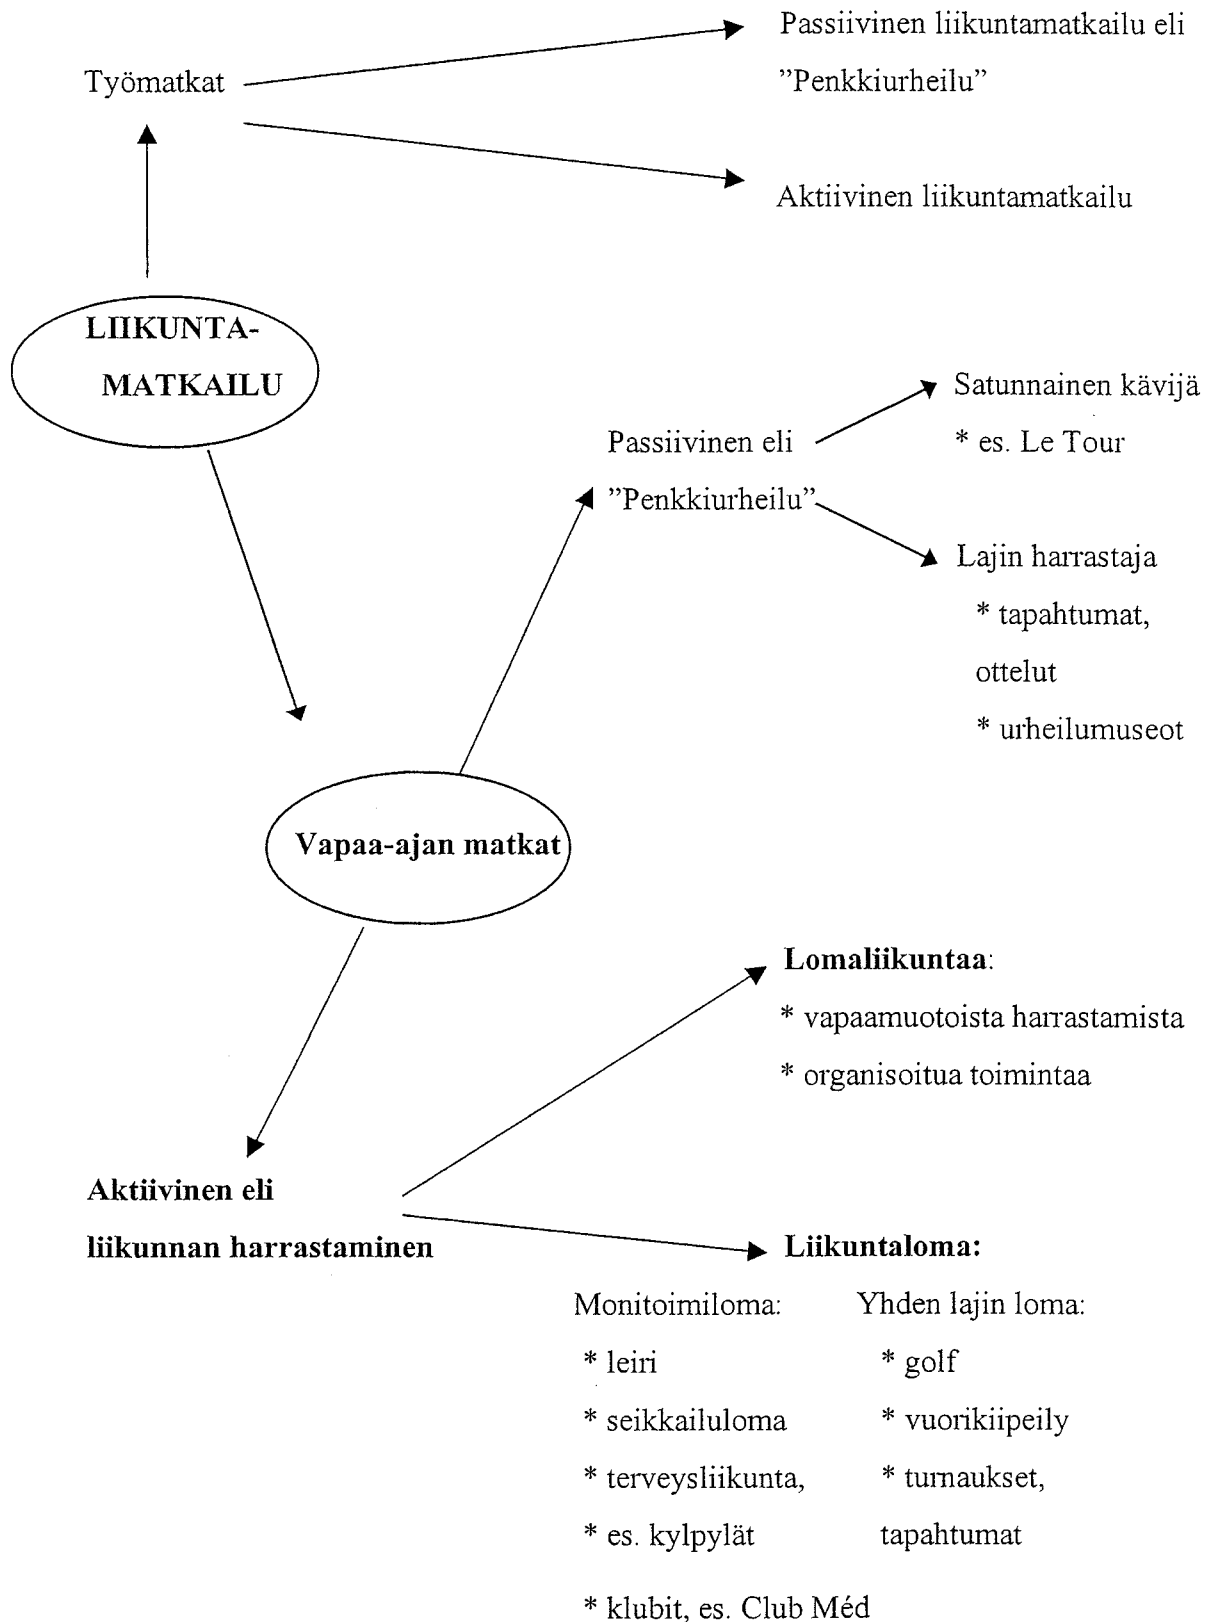 Passiivinen liikuntamatkailu eli
Työmatkat
”Penkkiurheilu”
Aktiivinen liikuntamatkailu
LIIKUNTA-
MATKAILU
Satunnainen kävijä
* es. Le Tour
Passiivinen eli
”Penkkiurheilu”
Lajin harrastaja
* tapahtumat,
ottelut
* urheilumuseot
Vapaa-ajan matkat
Lomaliikuntaa:
* vapaamuotoista harrastamista
* organisoitua toimintaa
Aktiivinen eli
liikunnan harrastaminen
Liikuntaloma:
Monitoimiloma:
* leiri
* seikkailuloma
* terveysliikunta,
* es. kylpylät
* klubit, es. Club Méd
Yhden lajin loma:
* golf
* vuorikiipeily
* turnaukset,
tapahtumat